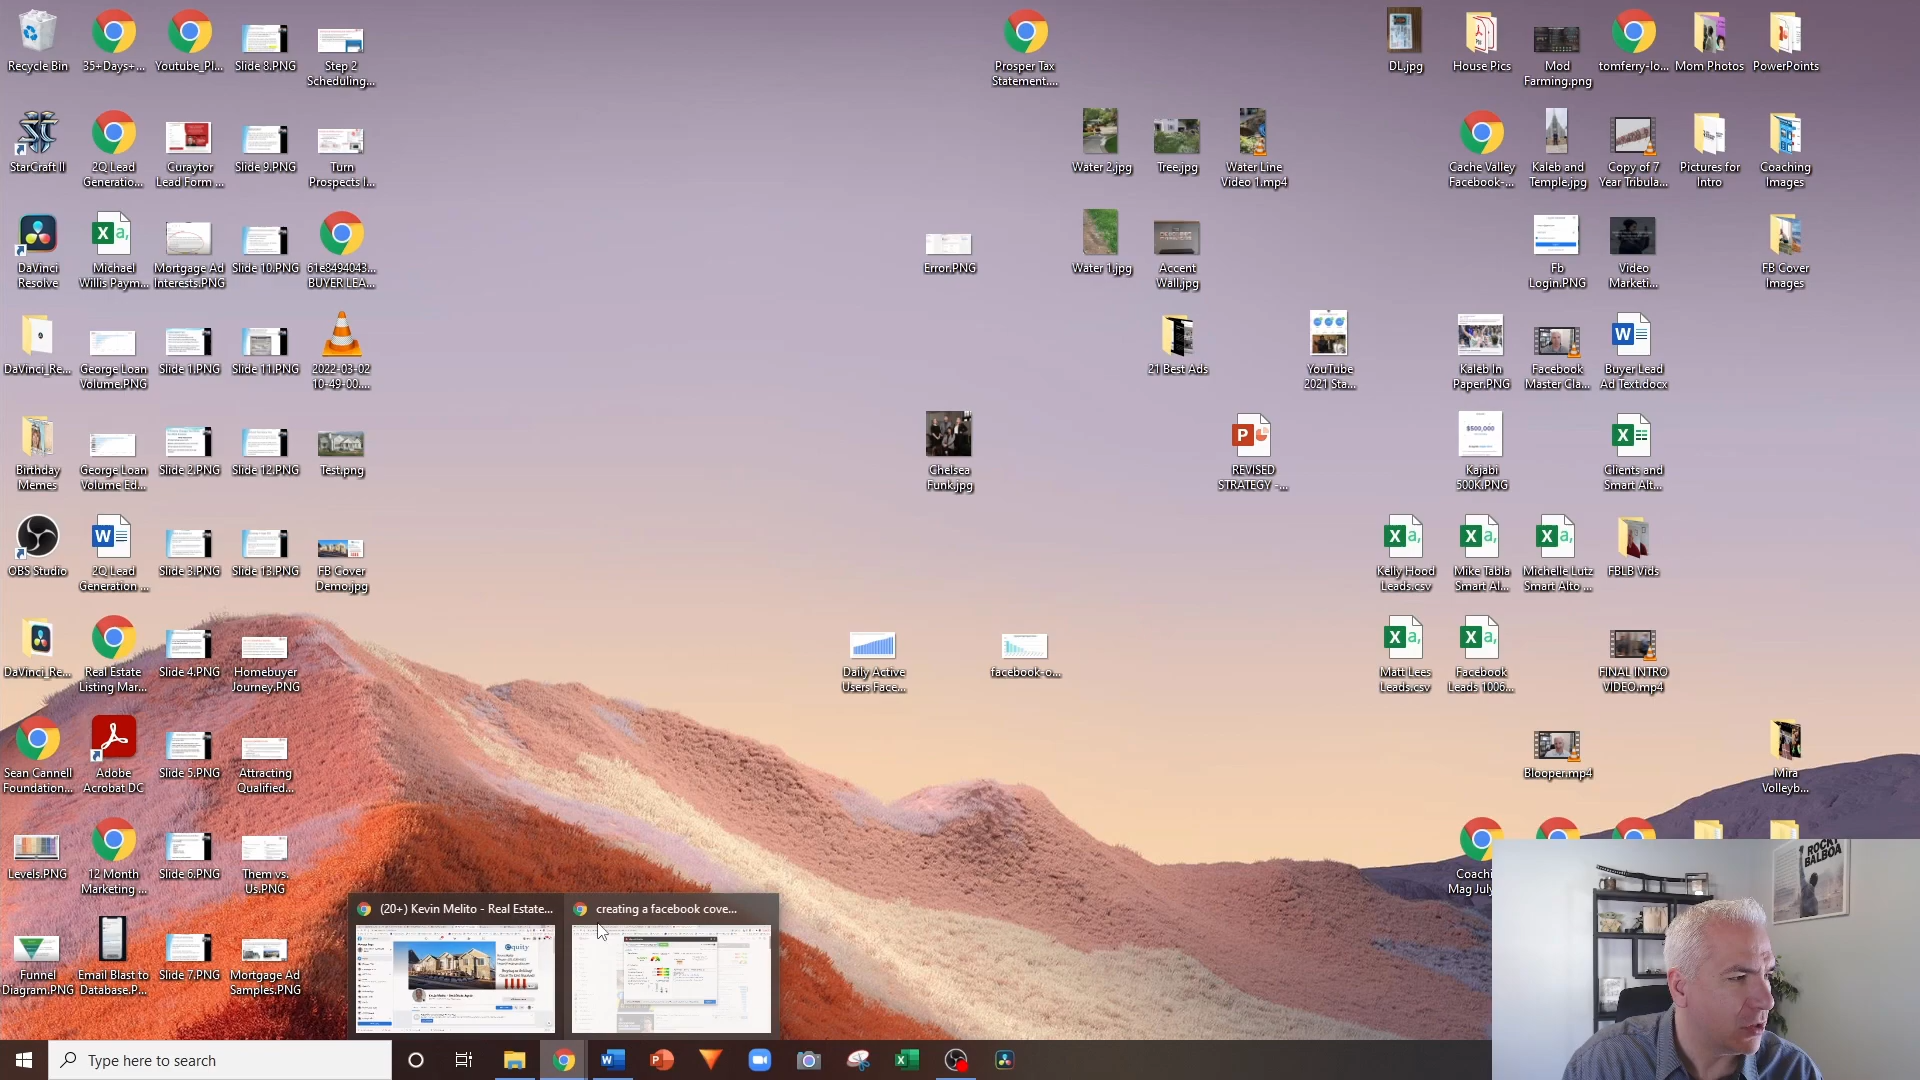 Recycle Bin
35+Days+...
Youtube_Pl...
Slide 8.PNG
Step 2
Scheduling...
Prosper Tax
Statement....
DL.jpg
House Pics
Mod
Farming.png
tomferry-lo...
Mom Photos
PowerPoints
StarCraft II
2Q Lead
Generatio...
Curaytor
Lead Form ...
Slide 9.PNG
Turn
Prospects I...
Water 2.jpg
Tree.jpg
Water Line
Video 1.mp4
Cache Valley
Facebook-...
Kaleb and
Temple.jpg
Copy of 7
Year Tribula...
Pictures for
Intro
Coaching
Images
DaVinci
Resolve
Michael
Willis Paym...
Mortgage Ad
Interests.PNG
Slide 10.PNG
61e8494043...
BUYER LEA...
Error.PNG
Water 1.jpg
Accent
Wall.jpg
Fb
Login.PNG
Video
Marketi...
FB Cover
Images
DaVinci_Re...
George Loan
Volume.PNG
Slide 1.PNG
Slide 11.PNG
2022-03-02
10-49-00....
21 Best Ads
YouTube
2021 Sta...
Kaleb In
Paper.PNG
Facebook
Master Cla...
Buyer Lead
Ad Text.docx
Birthday
Memes
George Loan
Volume Ed...
Slide 2.PNG
Slide 12.PNG
Test.png
Chelsea
Funk.jpg
REVISED
STRATEGY -...
$500,000
Kajabi
500K.PNG
Clients and
Smart Alt...
OBS Studio
2Q Lead
Generation ...
Slide 3.PNG
Slide 13.PNG
FB Cover
Demo.jpg
Kelly Hood
Leads.csv
Mike Tabla
Smart Al...
Michelle Lutz
Smart Alto ...
FBLB Vids
DaVinci_Re...
Real Estate
Listing Mar...
Slide 4.PNG
Homebuyer
Journey.PNG
Daily Active
Users Face...
facebook-o...
Matt Lees
Leads.csv
Facebook
Leads 1006...
FINAL INTRO
VIDEO.mp4
Sean Cannell
Foundation...
Adobe
Acrobat DC
Slide 5.PNG
Attracting
Qualified...
Blooper.mp4
Mira
Volleyb...
Levels.PNG
12 Month
Marketing ...
Slide 6.PNG
Them vs.
Us.PNG
Coachi
Mag July
ROCKY
BALBOA
Funnel
Diagram.PNG
Email Blast to
Database.P...
Slide 7.PNG
Mortgage Ad
Samples.PNG
(20+) Kevin Melito - Real Estate...
creating a facebook cove...
Equity
Type here to search